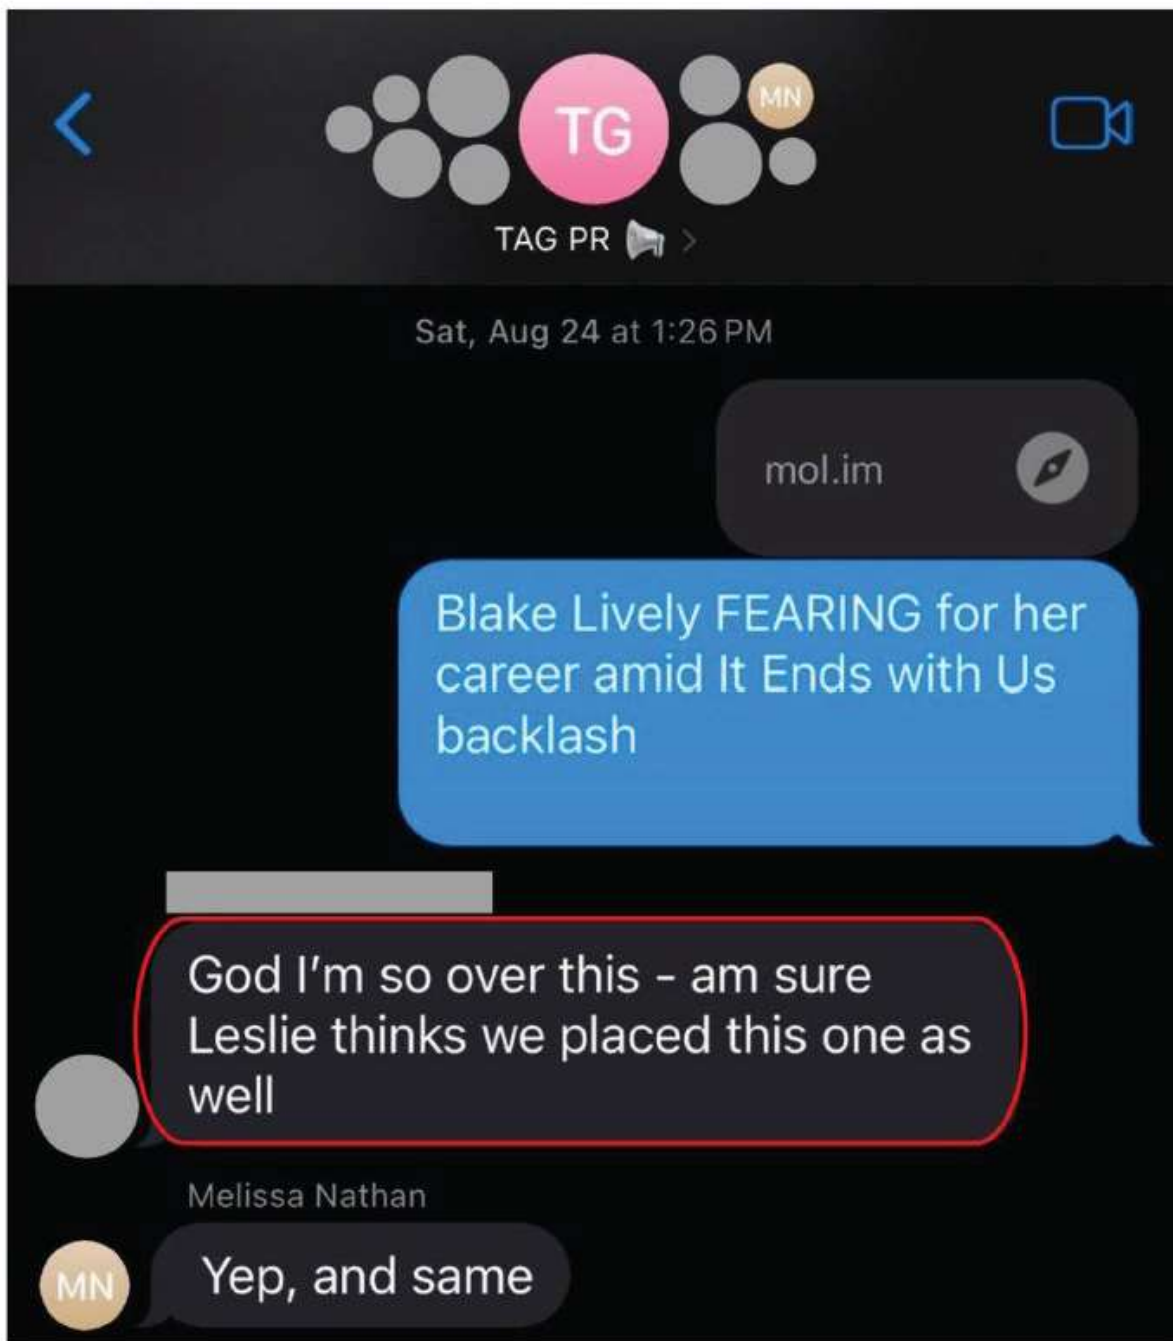 TG
MN
TAG PR
Sat, Aug 24 at 1:26 PM
mol.im
Blake Lively FEARING for her
career amid It Ends with Us
backlash
God I'm so over this - am sure
Leslie thinks we placed this one as
well
Melissa Nathan
MN
Yep, and same